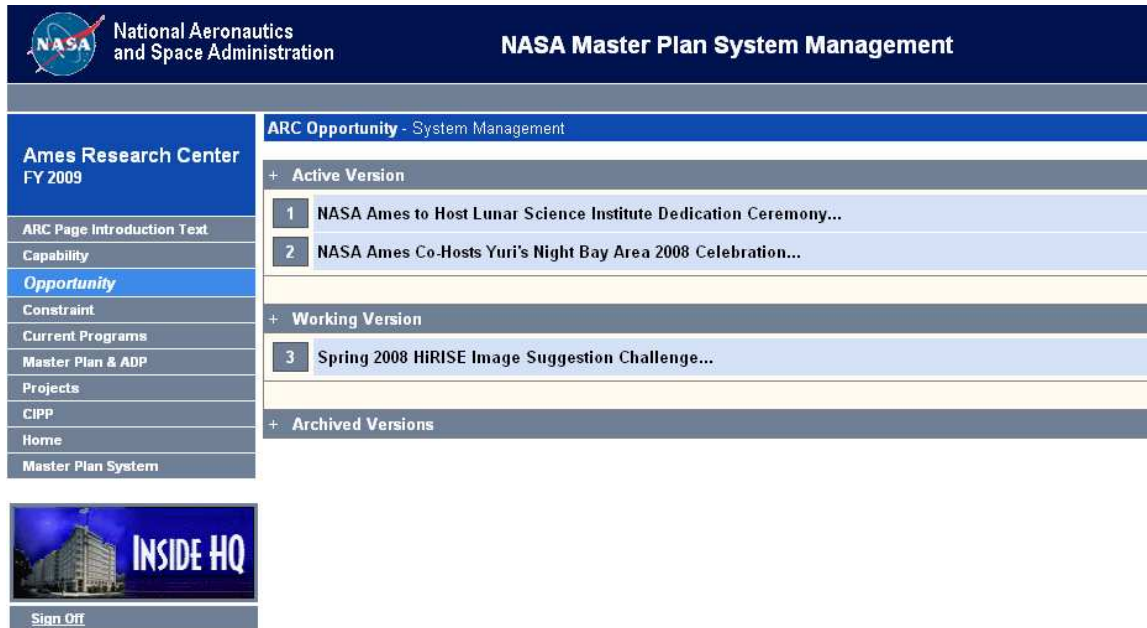 NASA
National Aeronautics
and Space Administration
NASA Master Plan System Management
Ames Research Center
FY 2009
ARC Page Introduction Text
Capability
Opportunity
Constraint
Current Programs
Master Plan & ADP
Projects
CIPP
Home
Master Plan System
INSIDE HQ
Sign Off
ARC Opportunity - System Management
+ Active Version
1 NASA Ames to Host Lunar Science Institute Dedication Ceremony...
2 NASA Ames Co-Hosts Yuri's Night Bay Area 2008 Celebration...
+ Working Version
3 Spring 2008 HiRISE Image Suggestion Challenge...
+ Archived Versions